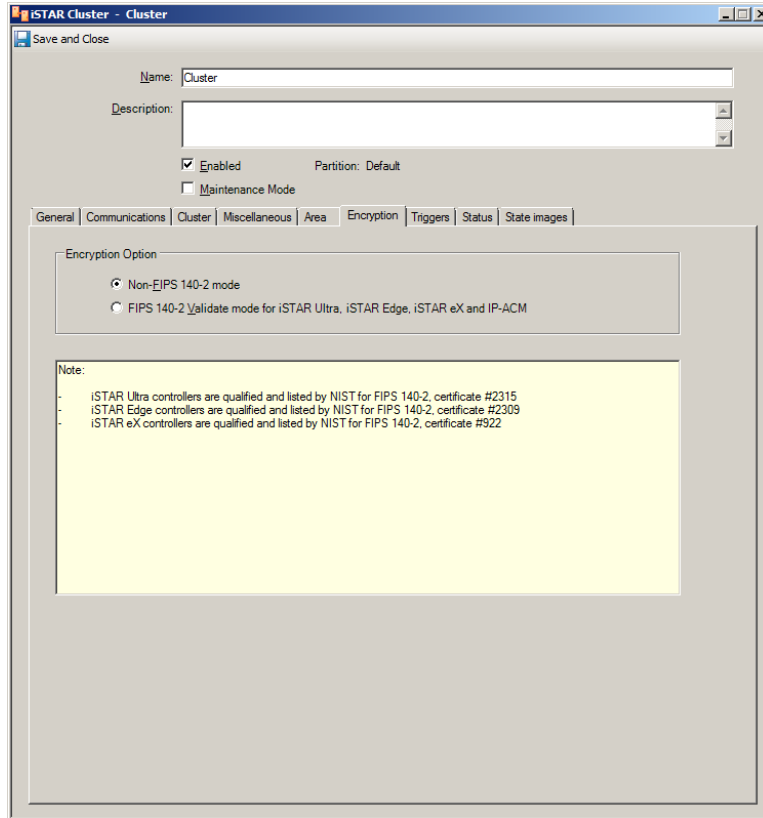 iSTAR Cluster - Cluster
Save and Close
Name: Cluster
Description:
Enabled Partition: Default
Maintenance Mode
General Communications Cluster Miscellaneous Area Encryption Triggers Status State images
Encryption Option
Non-FIPS 140-2 mode
FIPS 140-2 Validate mode for iSTAR Ultra, iSTAR Edge, iSTAR eX and IP-ACM
Note:
- iSTAR Ultra controllers are qualified and listed by NIST for FIPS 140-2, certificate #2315
- iSTAR Edge controllers are qualified and listed by NIST for FIPS 140-2, certificate #2309
- iSTAR eX controllers are qualified and listed by NIST for FIPS 140-2, certificate #922